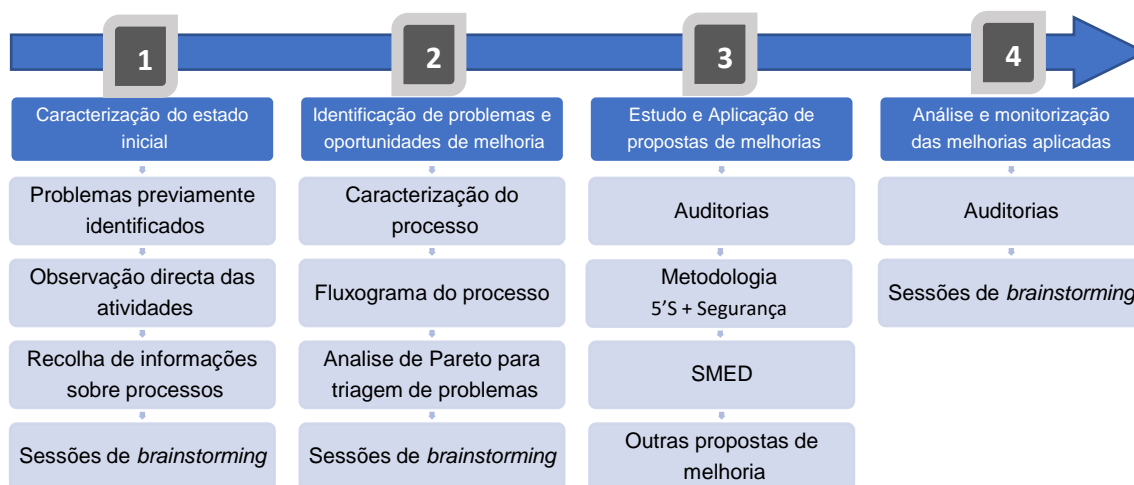 1
Caracterização do estado
inicial
Problemas previamente
identificados
Observação directa das
atividades
Recolha de informações
sobre processos
Sessões de brainstorming
2
Identificação de problemas e
oportunidades de melhoria
Caracterização do
processo
Fluxograma do processo
Analise de Pareto para
triagem de problemas
Sessões de brainstorming
3
Estudo e Aplicação de
propostas de melhorias
Auditorias
Metodologia
5’S + Segurança
SMED
Outras propostas de
melhoria
4
Análise e monitorização
das melhorias aplicadas
Auditorias
Sessões de brainstorming